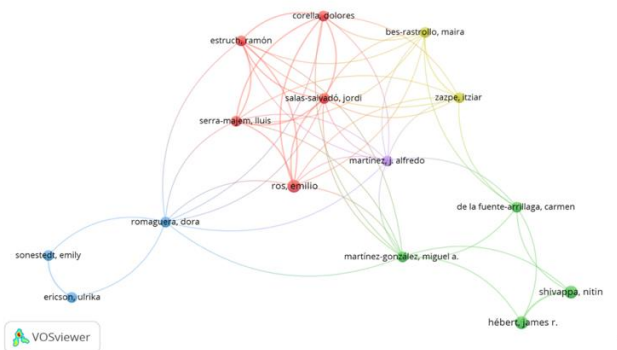 corella, dolores
bes-rastrollo, maira
estruch, ramón
salas-salvadó, jordi
zazpe, itziar
serra-majem, lluis
martínez, j. alfredo
ros, emilio
de la fuente-arrillaga, carmen
romaguera, dora
sonestedt, emily
martínez-gonzález, miguel a.
ericson, ulrika
shivappa, nitin
hébert, james r.
VOSviewer